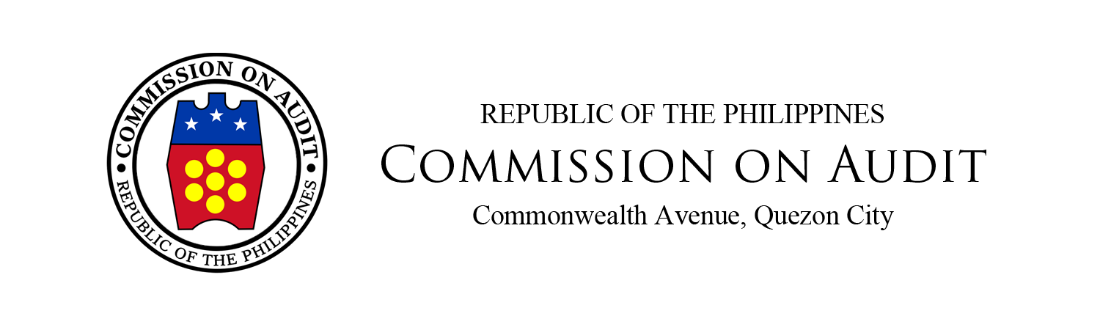 COMMISSION ON AUDIT
REPUBLIC OF THE PHILIPPINES
REPUBLIC OF THE PHILIPPINES
COMMISSION ON AUDIT
Commonwealth Avenue, Quezon City